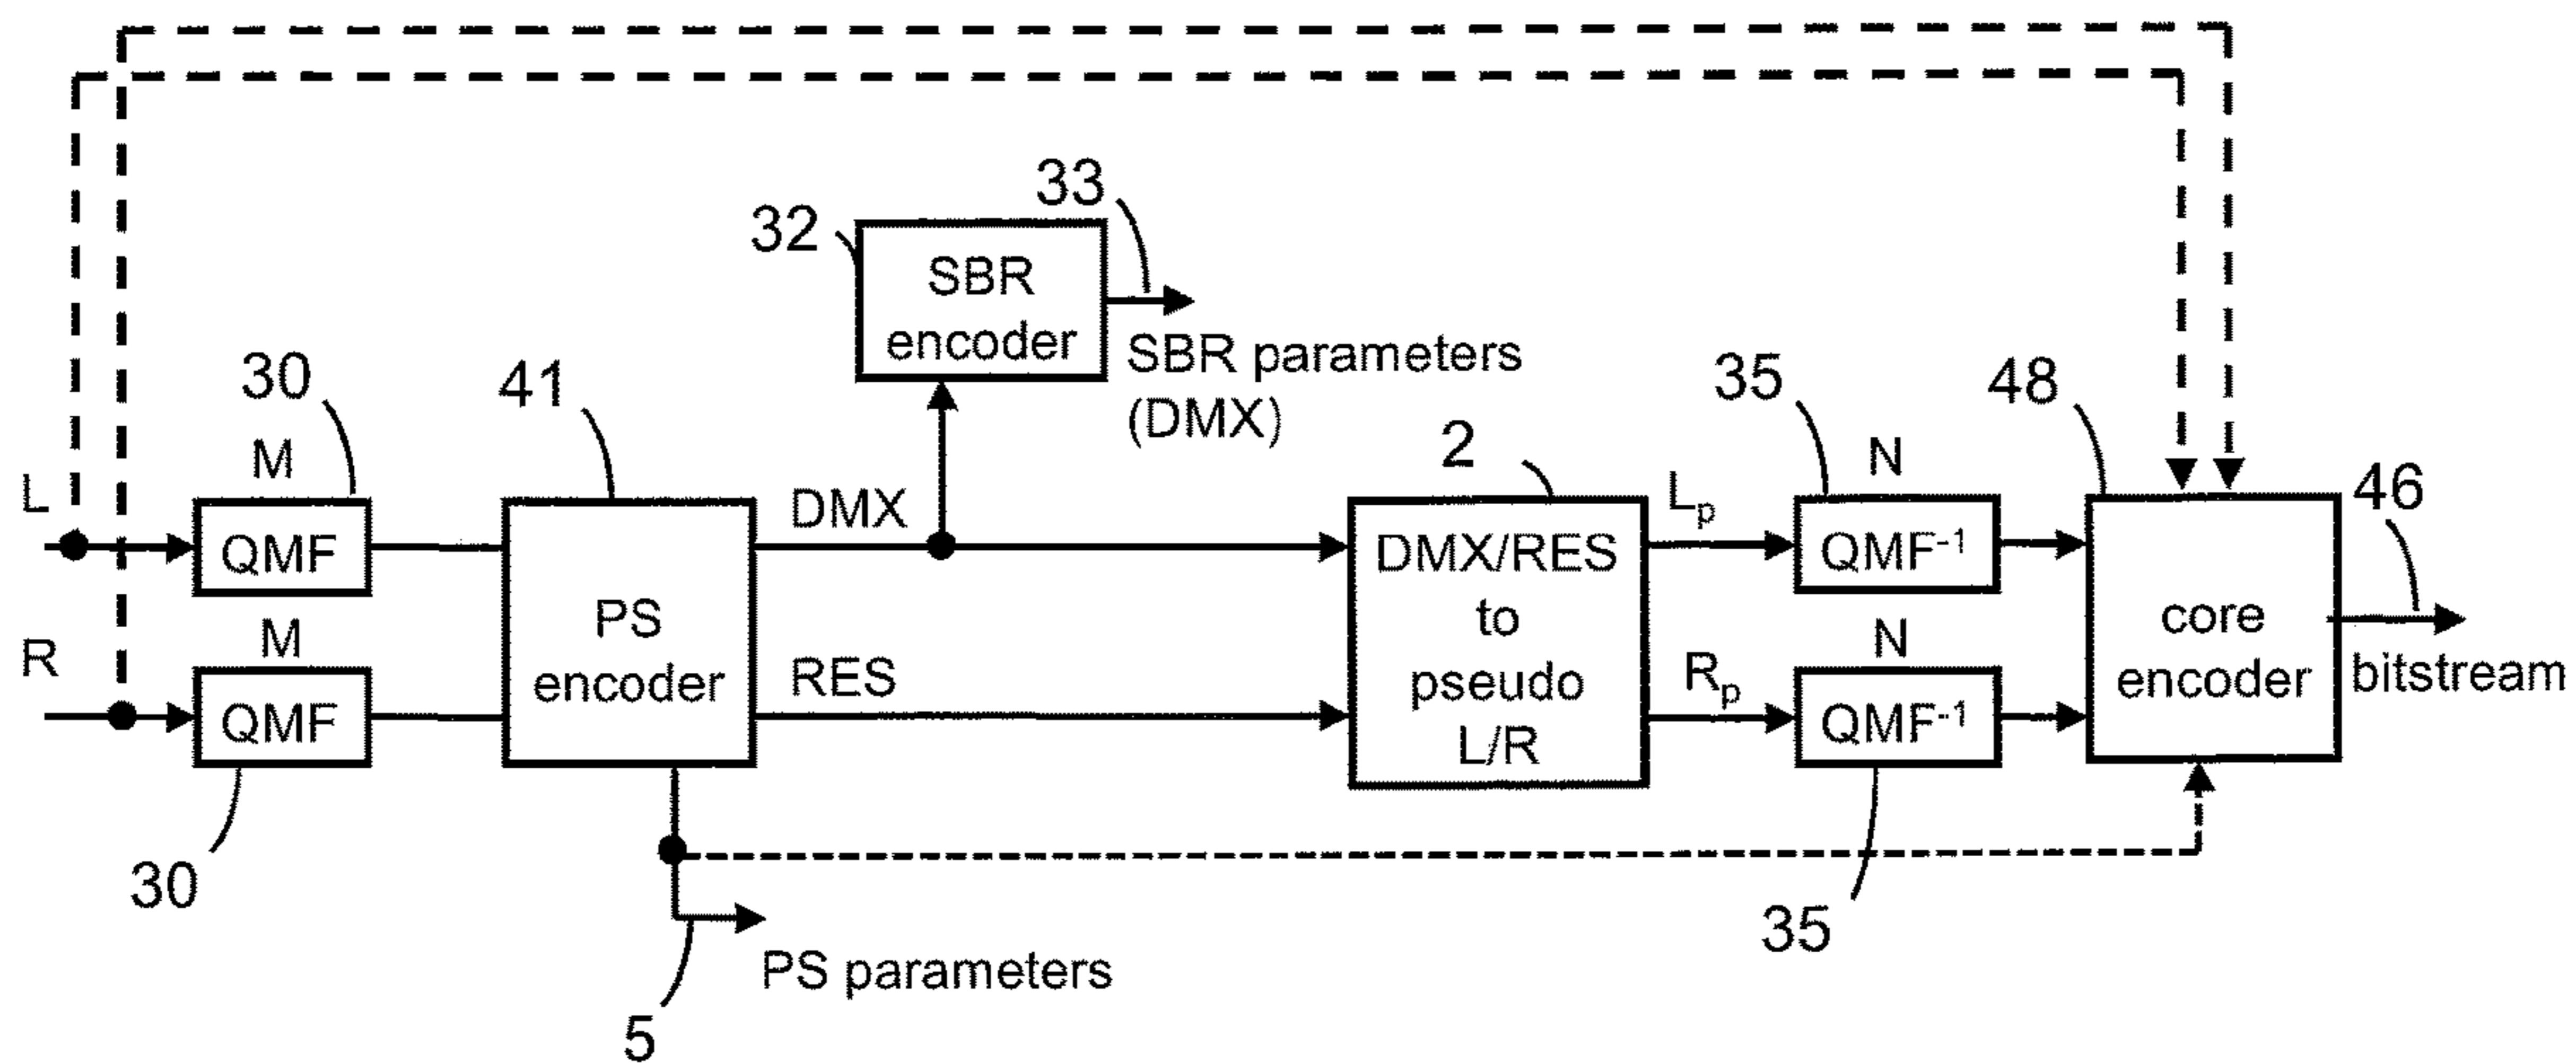 33
32
SBR
encoder
SBR parameters
(DMX)
30
41
35
48
M
2
N
46
L
QMF
DMX
DMX/RES
to
pseudo
L/R
Lp
QMF-1
PS
encoder
core
encoder
bitstream
R
M
QMF
RES
Rp
N
QMF-1
30
35
PS parameters
5